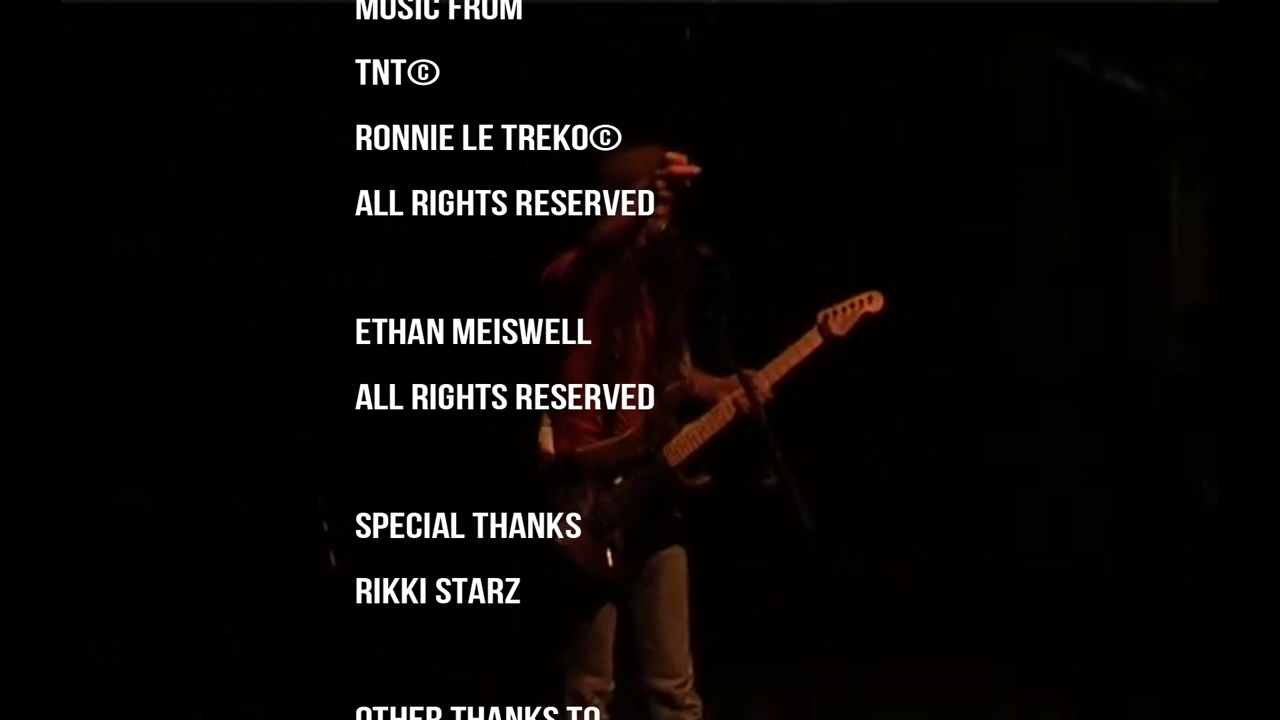 MUSIC FROM
TNT©
RONNIE LE TREKO©
ALL RIGHTS RESERVED
ETHAN MEISWELL
ALL RIGHTS RESERVED
SPECIAL THANKS
RIKKI STARZ
OTHER THANKS TO